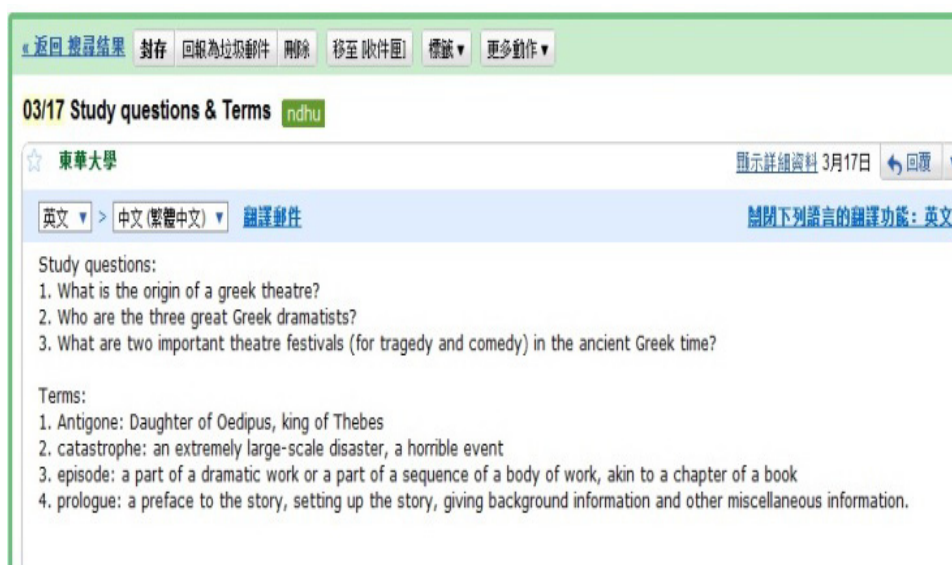 « 返回 搜尋結果 封存 回報為垃圾郵件 刪除 移至 [收件匣] 標籤 ▼ 更多動作 ▼
03/17 Study questions & Terms ndhu
東華大學 顯示詳細資料 3月17日 回覆
英文 ▼ > 中文 (繁體中文) ▼ 翻譯郵件 關閉下列語言的翻譯功能: 英文
Study questions:
1. What is the origin of a greek theatre?
2. Who are the three great Greek dramatists?
3. What are two important theatre festivals (for tragedy and comedy) in the ancient Greek time?
Terms:
1. Antigone: Daughter of Oedipus, king of Thebes
2. catastrophe: an extremely large-scale disaster, a horrible event
3. episode: a part of a dramatic work or a part of a sequence of a body of work, akin to a chapter of a book
4. prologue: a preface to the story, setting up the story, giving background information and other miscellaneous information.